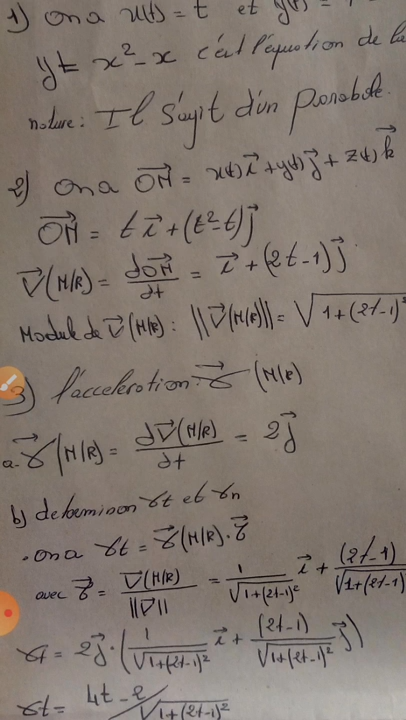 1) on a x(t) = t et y(t) =
y = x² - x c'est l'équation de la
nature : Il s'agit d'un parabole.
2) on a OM⃗ = x(t) i⃗ + y(t) j⃗ + z(t) k⃗
OM⃗ = t i⃗ + (t² - t) j⃗
V⃗(M/R) = dOM⃗/dt = i⃗ + (2t - 1) j⃗
Module de V⃗(M/R) : ||V⃗(M/R)|| = √(1 + (2t - 1)²
3) l'acceleration : γ⃗ (M/R)
a- γ⃗(M/R) = dV⃗(M/R)/dt = 2 j⃗
b) determinon γt et γn
. on a γt = γ⃗(M/R) . τ⃗
avec τ⃗ = V⃗(M/R)/||V⃗|| = 1/√(1 + (2t - 1)²) i⃗ + (2t - 1)/√(1 + (2t - 1)
γt = 2 j⃗ . (1/√(1 + (2t - 1)²) i⃗ + (2t - 1)/√(1 + (2t - 1)²) j⃗)
γt = 4t - 2/√(1 + (2t - 1)²)